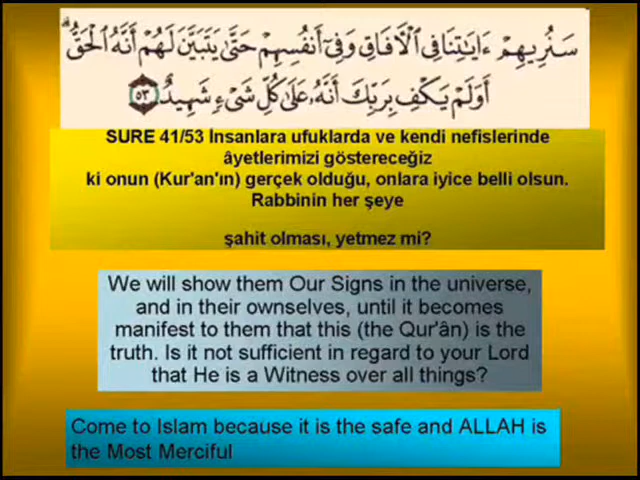 سَنُرِيهِمْ ءَايَـٰتِنَا فِى ٱلْـَٔافَاقِ وَفِىٓ أَنفُسِهِمْ حَتَّىٰ يَتَبَيَّنَ لَهُمْ أَنَّهُ ٱلْحَقُّ ۗ
أَوَلَمْ يَكْفِ بِرَبِّكَ أَنَّهُۥ عَلَىٰ كُلِّ شَىْءٍ شَهِيدٌ ٥٣
SURE 41/53 İnsanlara ufuklarda ve kendi nefislerinde
âyetlerimizi göstereceğiz
ki onun (Kur'an'ın) gerçek olduğu, onlara iyice belli olsun.
Rabbinin her şeye
şahit olması, yetmez mi?
We will show them Our Signs in the universe,
and in their ownselves, until it becomes
manifest to them that this (the Qur'ân) is the
truth. Is it not sufficient in regard to your Lord
that He is a Witness over all things?
Come to Islam because it is the safe and ALLAH is
the Most Merciful